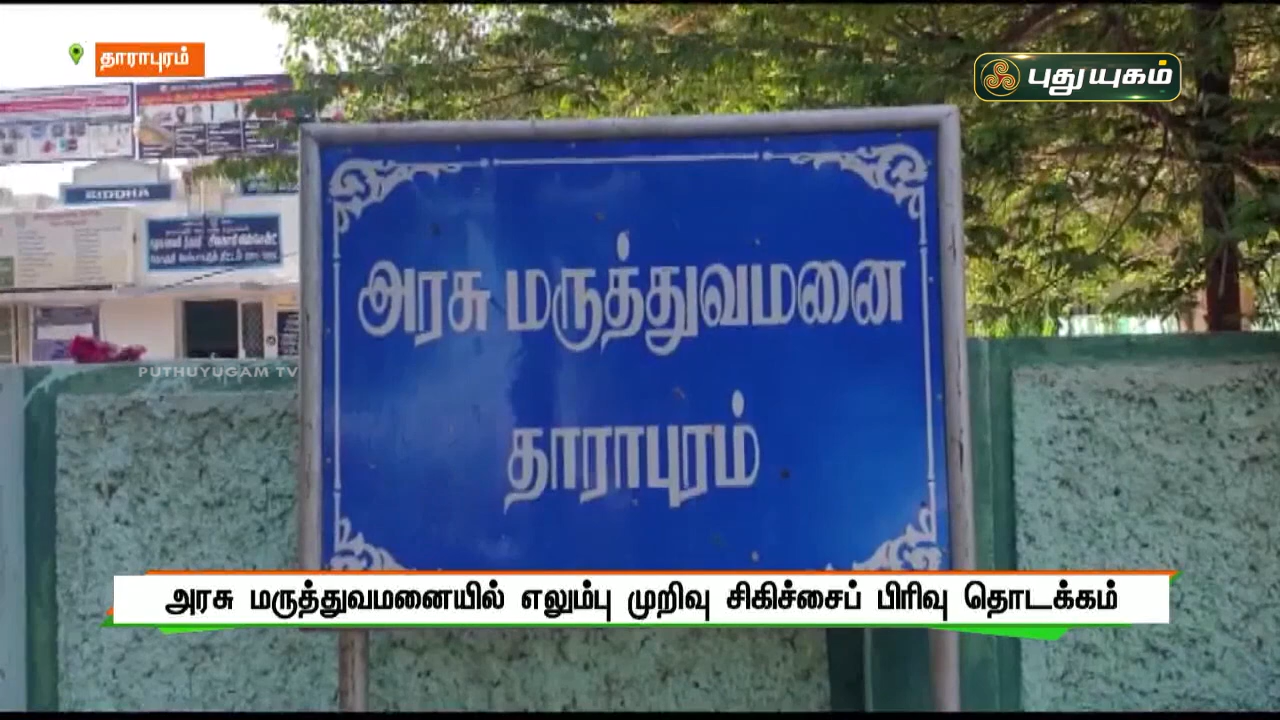 தாராபுரம்
புதுயுகம்
SIDDHA
அரசு மருத்துவமனை
தாராபுரம்
PUTHUYUGAM TV
அரசு மருத்துவமனையில் எலும்பு முறிவு சிகிச்சைப் பிரிவு தொடக்கம்